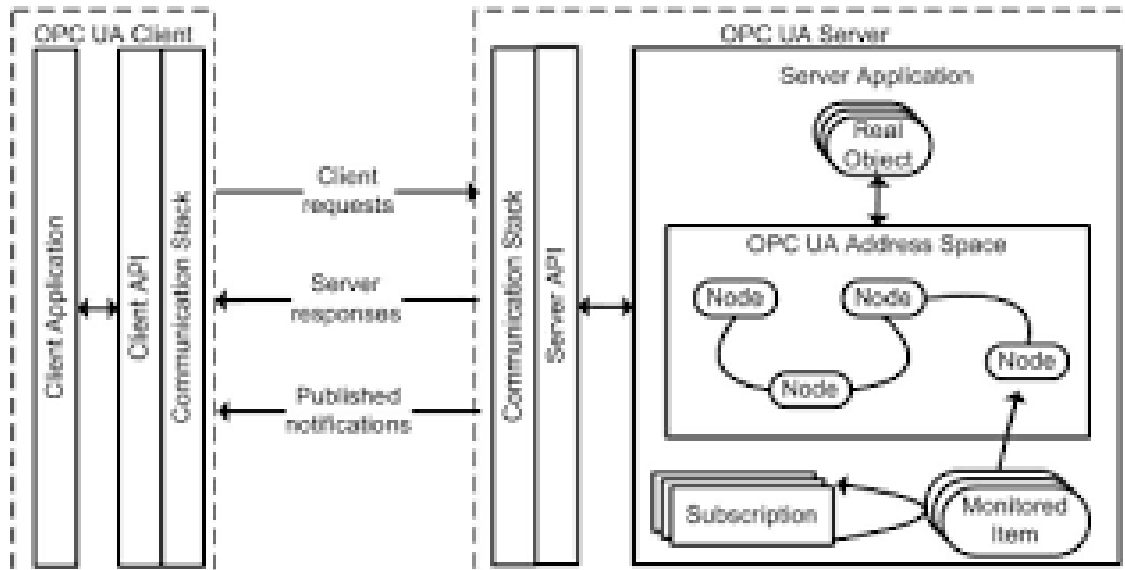 OPC UA Client
Client Application
Client API
Communication Stack
Client
requests
Server
responses
Published
notifications
OPC UA Server
Communication Stack
Server API
Server Application
Real
Object
OPC UA Address Space
Node
Node
Node
Node
Subscription
Monitored
Item